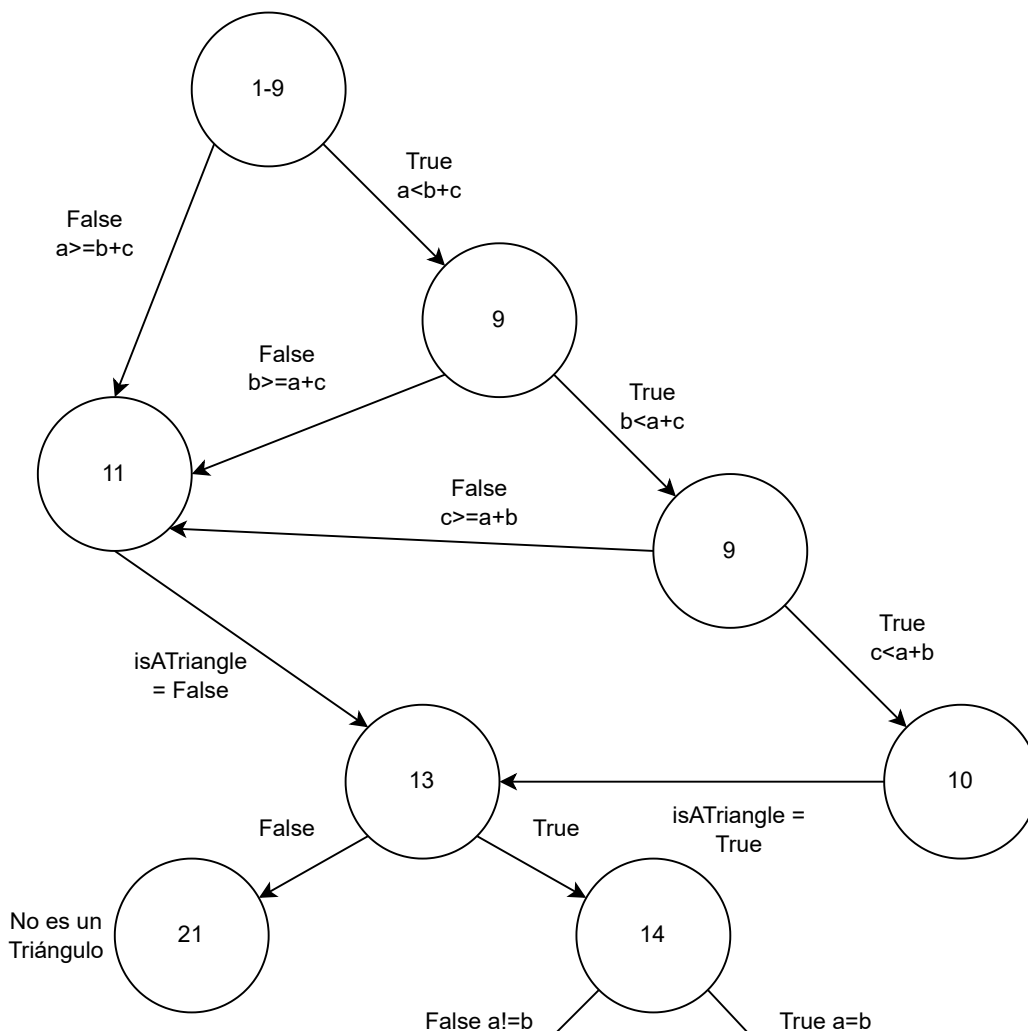 1-9
True
a<b+c
False
a>=b+c
9
False
b>=a+c
True
b<a+c
11
False
c>=a+b
9
True
c<a+b
isATriangle
= False
13
10
isATriangle =
True
False
True
No es un
Triángulo
21
14
False a!=b
True a=b